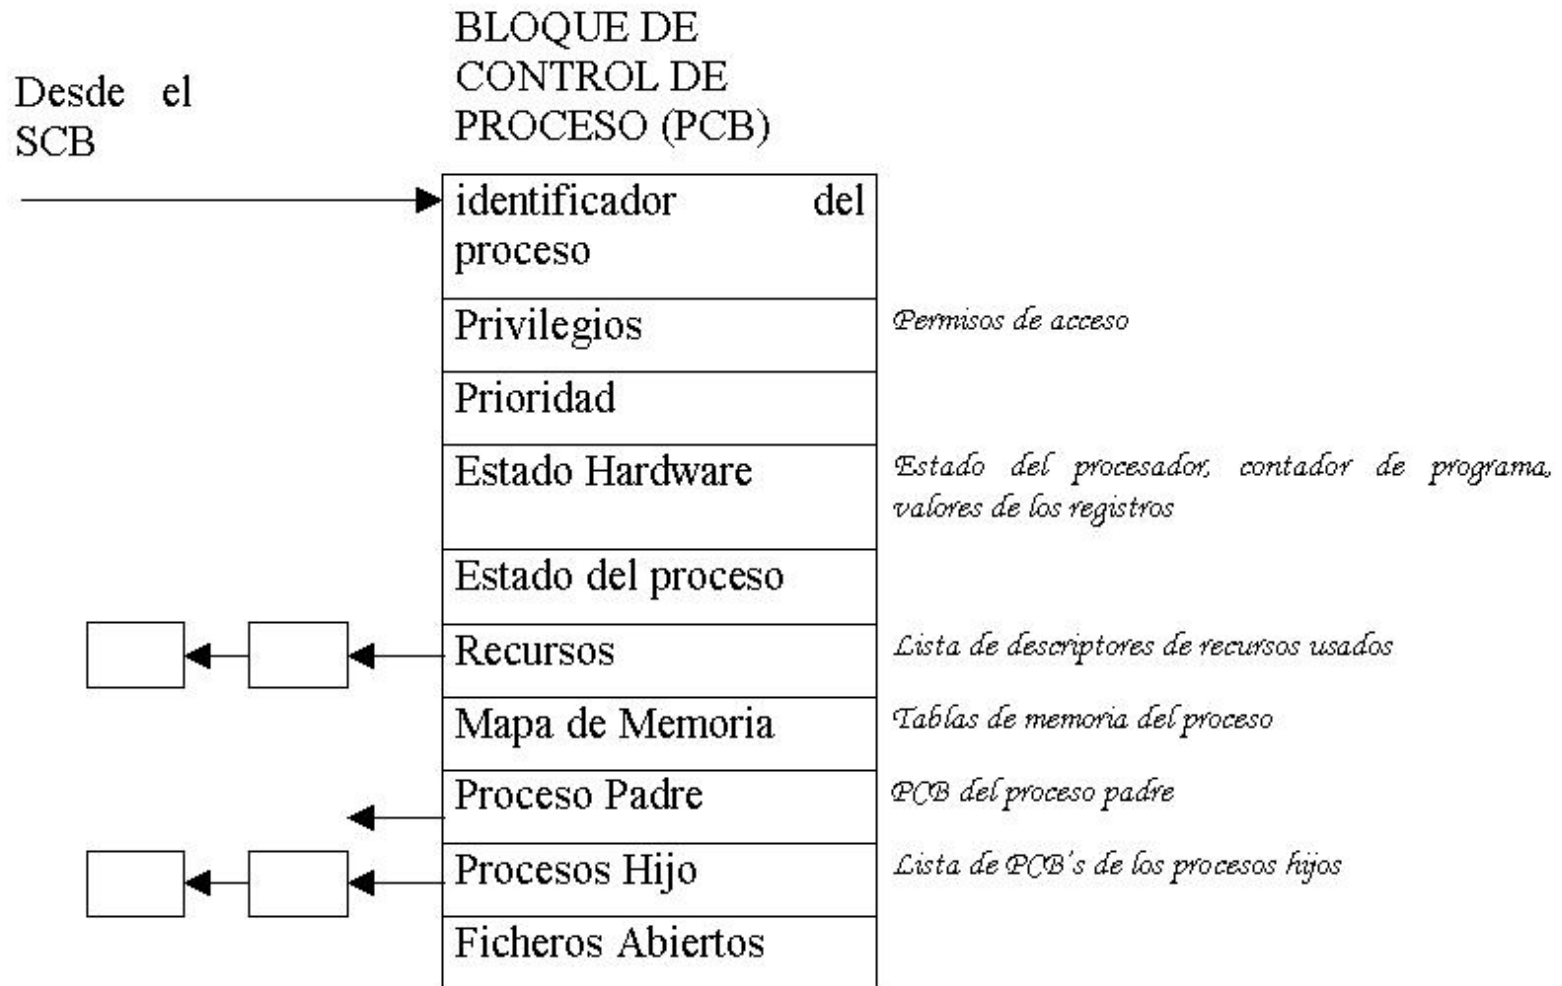 BLOQUE DE
CONTROL DE
PROCESO (PCB)
Desde el
SCB
identificador del
proceso
Privilegios
Permisos de acceso
Prioridad
Estado Hardware
Estado del procesador, contador de programa,
valores de los registros
Estado del proceso
Recursos
Lista de descriptores de recursos usados
Mapa de Memoria
Tablas de memoria del proceso
Proceso Padre
PCB del proceso padre
Procesos Hijo
Lista de PCB's de los procesos hijos
Ficheros Abiertos